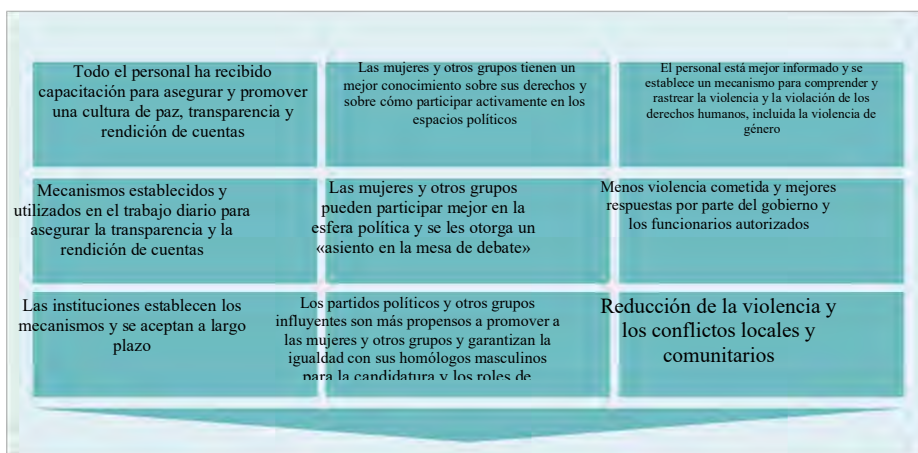 Todo el personal ha recibido
capacitación para asegurar y promover
una cultura de paz, transparencia y
rendición de cuentas
Las mujeres y otros grupos tienen un
mejor conocimiento sobre sus derechos y
sobre cómo participar activamente en los
espacios políticos
El personal está mejor informado y se
establece un mecanismo para comprender y
rastrear la violencia y la violación de los
derechos humanos, incluida la violencia de
género
Mecanismos establecidos y
utilizados en el trabajo diario para
asegurar la transparencia y la
rendición de cuentas
Las mujeres y otros grupos
pueden participar mejor en la
esfera política y se les otorga un
«asiento en la mesa de debate»
Menos violencia cometida y mejores
respuestas por parte del gobierno y
los funcionarios autorizados
Las instituciones establecen los
mecanismos y se aceptan a largo
plazo
Los partidos políticos y otros grupos
influyentes son más propensos a promover a
las mujeres y otros grupos y garantizan la
igualdad con sus homólogos masculinos
para la candidatura y los roles de
Reducción de la violencia y
los conflictos locales y
comunitarios